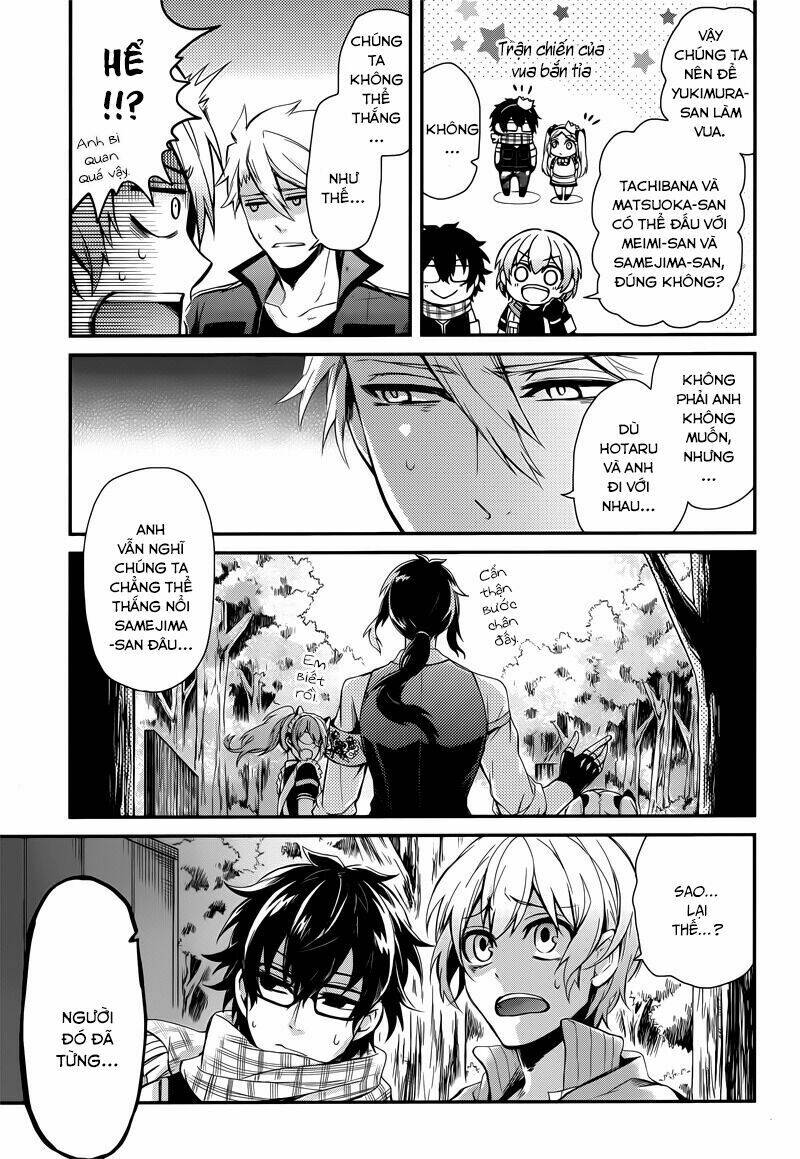 VẬY
CHÚNG TA
NÊN ĐỂ
YUKIMURA-
SAN LÀM
VUA.
TACHIBANA VÀ
MATSUOKA-SAN
CÓ THỂ ĐẤU VỚI
MEIMI-SAN VÀ
SAMEJIMA-SAN,
ĐÚNG KHÔNG?
Trận chiến của
vua bắn tỉa
KHÔNG
...
CHÚNG
TA
KHÔNG
THỂ
THẮNG
...
NHƯ
THẾ...
HỂ
!!?
Anh Bi
Quan
Quá vậy.
KHÔNG
PHẢI ANH
KHÔNG
MUỐN,
NHƯNG
...
DÙ
HOTARU
VÀ ANH
ĐI VỚI
NHAU...
ANH
VẪN NGHĨ
CHÚNG TA
CHẲNG THỂ
THẮNG NỔI
SAMEJIMA
-SAN ĐÂU...
Cẩn
thận
Bước
chân
đấy.
Em
Biết
rồi
SAO...
LẠI
THẾ...?
NGƯỜI
ĐÓ ĐÃ
TỪNG...